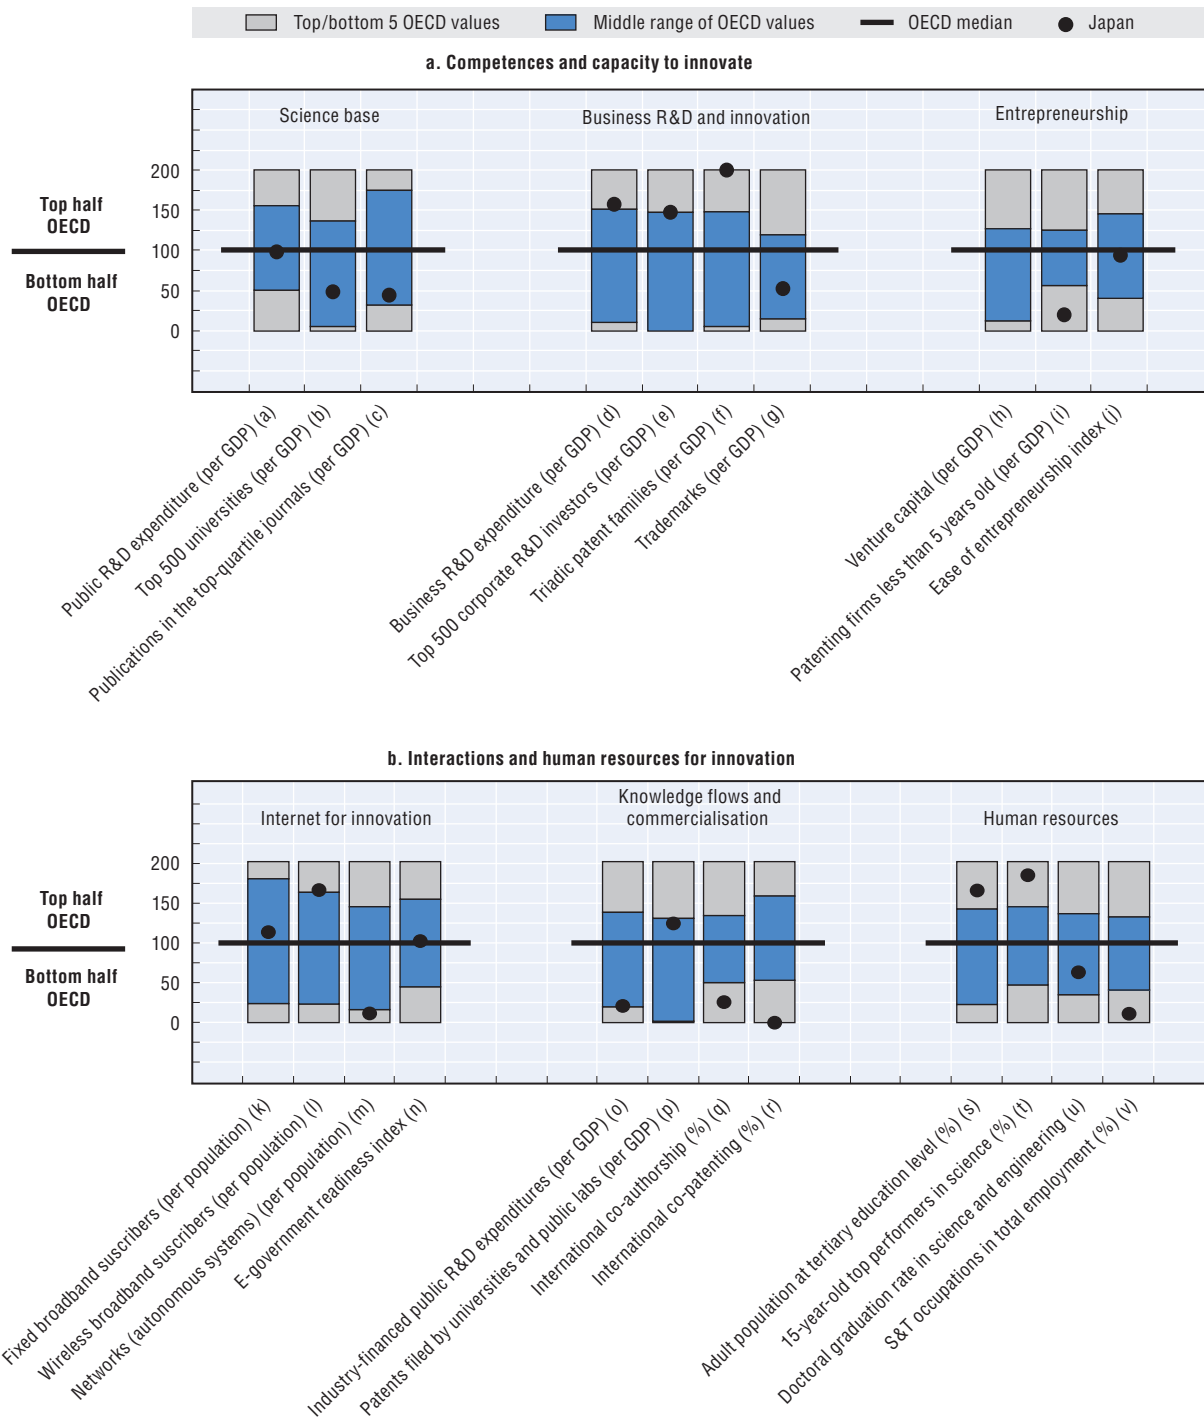 Top/bottom 5 OECD values Middle range of OECD values OECD median Japan
a. Competences and capacity to innovate
Science base Business R&D and innovation Entrepreneurship
200
150
100
50
0
Top half
OECD
Bottom half
OECD
Public R&D expenditure (per GDP) (a)
Top 500 universities (per GDP) (b)
Publications in the top-quartile journals (per GDP) (c)
Business R&D expenditure (per GDP) (d)
Top 500 corporate R&D investors (per GDP) (e)
Triadic patent families (per GDP) (f)
Trademarks (per GDP) (g)
Venture capital (per GDP) (h)
Patenting firms less than 5 years old (per GDP) (i)
Ease of entrepreneurship index (j)
b. Interactions and human resources for innovation
Internet for innovation
Knowledge flows and
commercialisation
Human resources
200
150
100
50
0
Top half
OECD
Bottom half
OECD
Fixed broadband suscribers (per population) (k)
Wireless broadband suscribers (per population) (l)
Networks (autonomous systems) (per population) (m)
E-government readiness index (n)
Industry-financed public R&D expenditures (per GDP) (o)
Patents filed by universities and public labs (per GDP) (p)
International co-authorship (%) (q)
International co-patenting (%) (r)
Adult population at tertiary education level (%) (s)
15-year-old top performers in science (%) (t)
Doctoral graduation rate in science and engineering (u)
S&T occupations in total employment (%) (v)